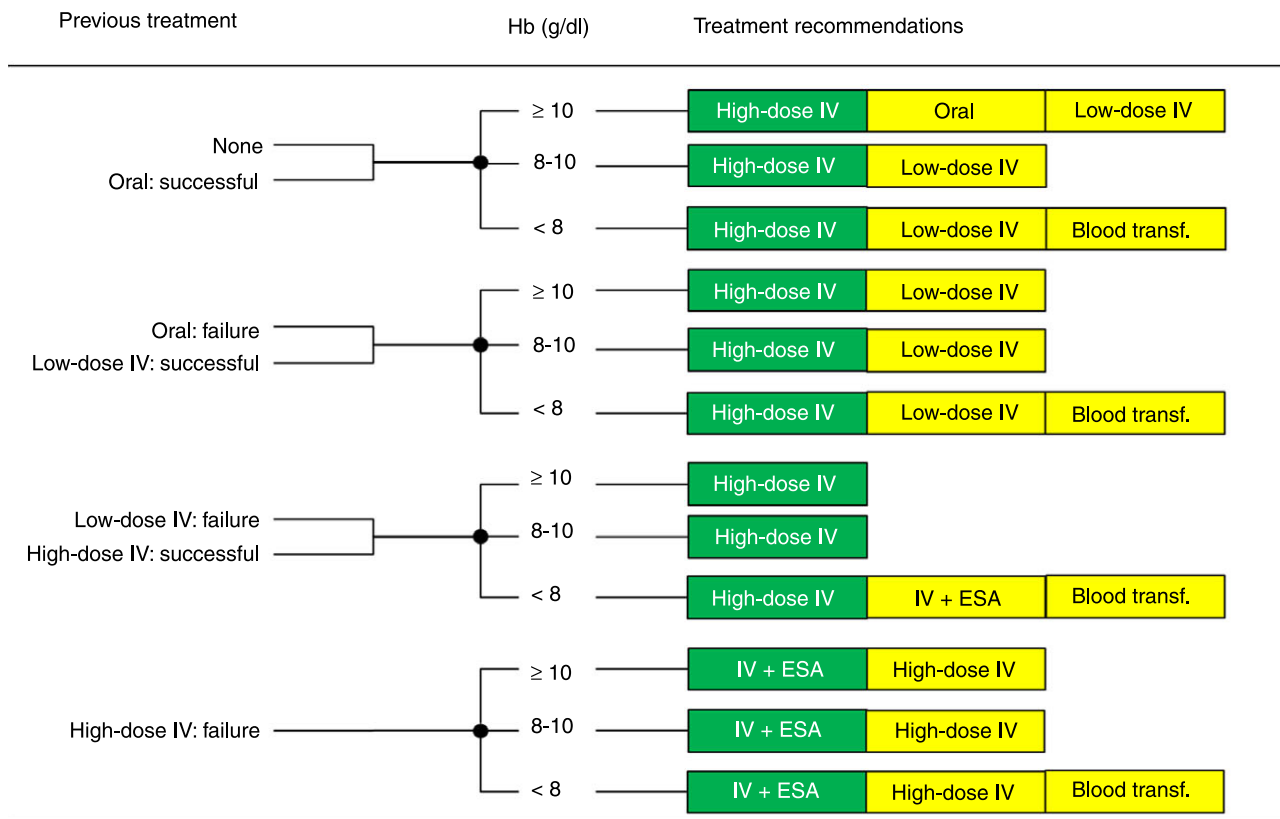 Previous treatment Hb (g/dl) Treatment recommendations
≥ 10 High-dose IV Oral Low-dose IV
None
8-10 High-dose IV Low-dose IV
Oral: successful
< 8 High-dose IV Low-dose IV Blood transf.
≥ 10 High-dose IV Low-dose IV
Oral: failure
8-10 High-dose IV Low-dose IV
Low-dose IV: successful
< 8 High-dose IV Low-dose IV Blood transf.
≥ 10 High-dose IV
Low-dose IV: failure
8-10 High-dose IV
High-dose IV: successful
< 8 High-dose IV IV + ESA Blood transf.
≥ 10 IV + ESA High-dose IV
High-dose IV: failure 8-10 IV + ESA High-dose IV
< 8 IV + ESA High-dose IV Blood transf.